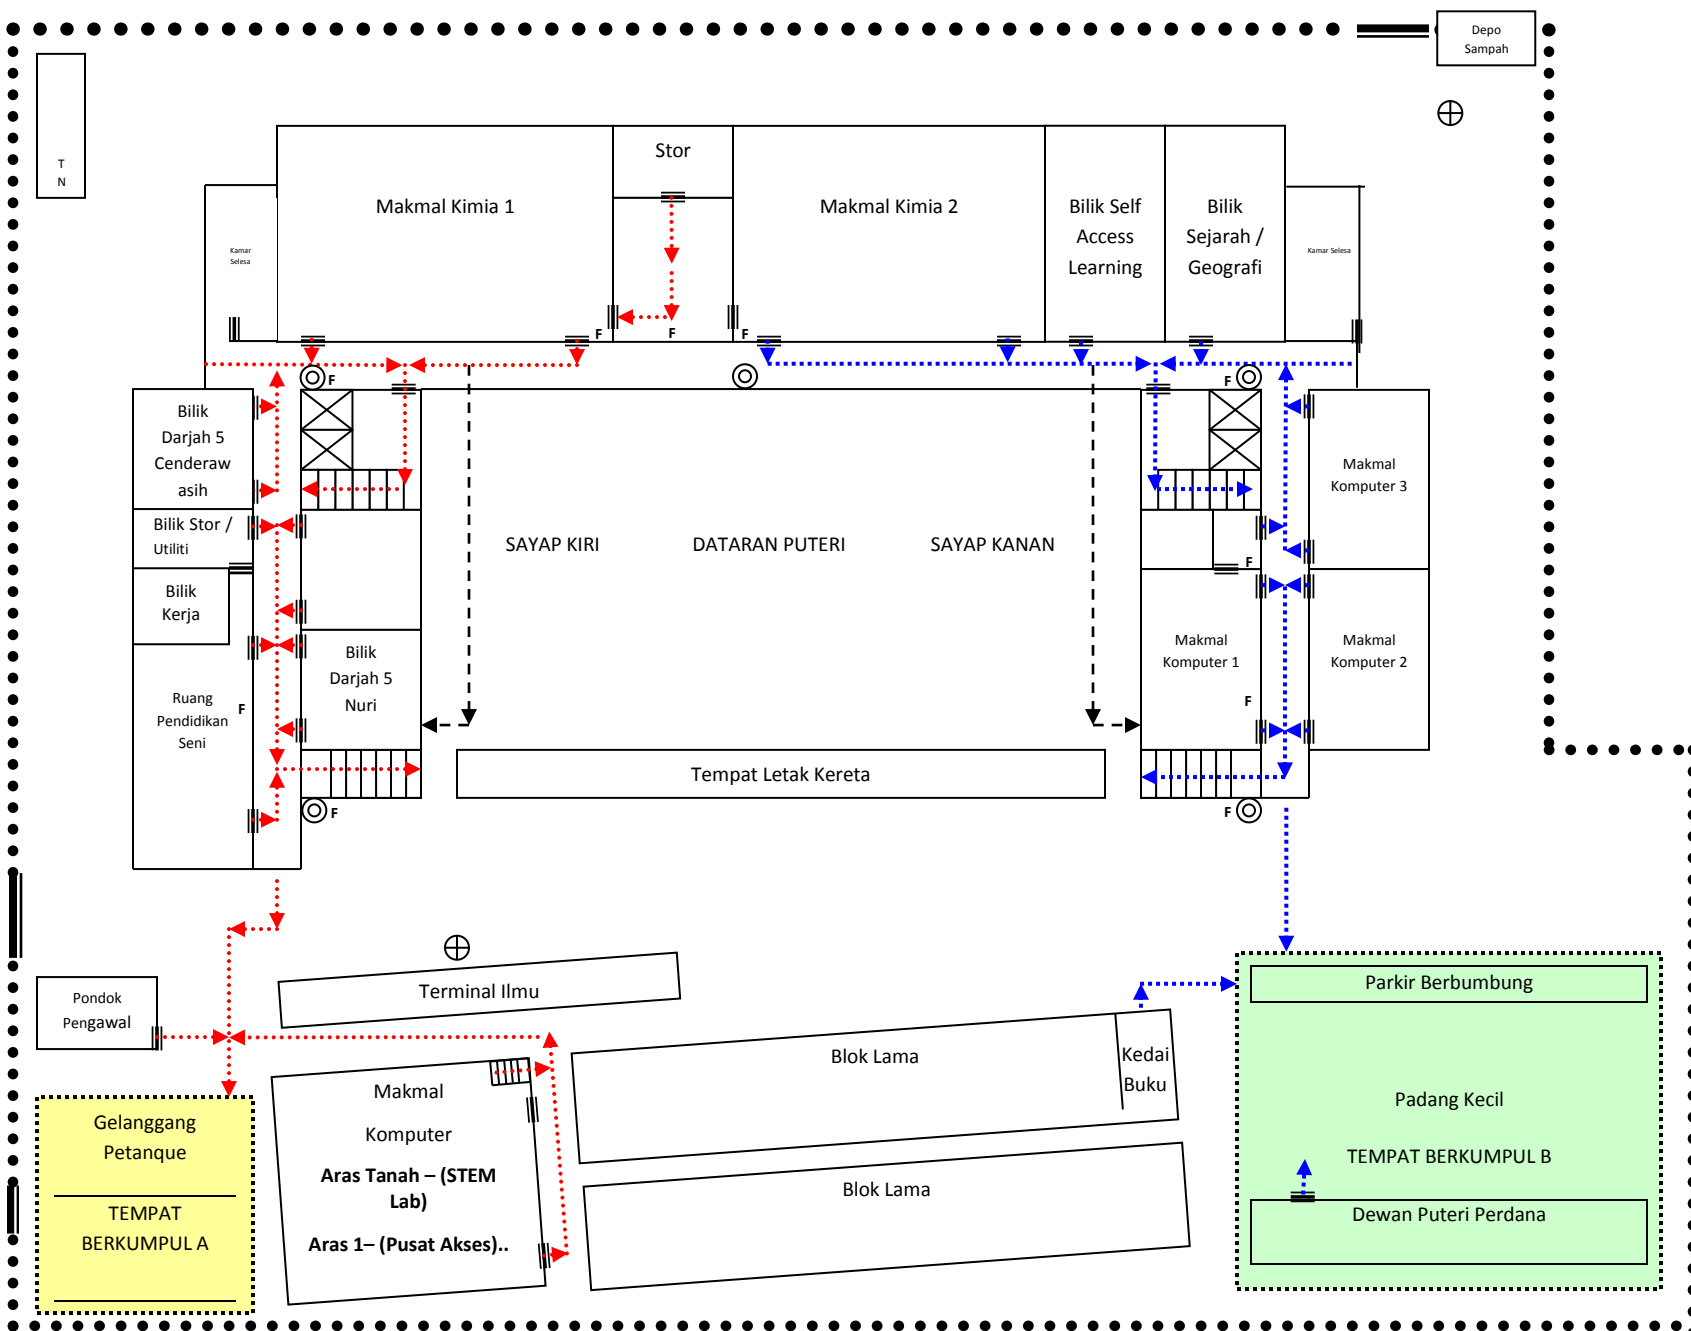 Depo
Sampah
T
N
Stor
Makmal Kimia 1
Makmal Kimia 2
Bilik Self
Access
Learning
Bilik
Sejarah /
Geografi
Kamar
Selesa
Kamar Selesa
F
F
F
F
F
Bilik
Darjah 5
Cenderaw
asih
Makmal
Komputer 3
Bilik Stor /
Utiliti
SAYAP KIRI
DATARAN PUTERI
SAYAP KANAN
F
Bilik
Kerja
Bilik
Darjah 5
Nuri
Makmal
Komputer 1
Makmal
Komputer 2
Ruang
Pendidikan
Seni
F
F
Tempat Letak Kereta
F
F
Pondok
Pengawal
Terminal Ilmu
Parkir Berbumbung
Blok Lama
Kedai
Buku
Makmal
Komputer
Aras Tanah – (STEM
Lab)
Aras 1– (Pusat Akses)..
Gelanggang
Petanque
TEMPAT
BERKUMPUL A
Blok Lama
Padang Kecil
TEMPAT BERKUMPUL B
Dewan Puteri Perdana